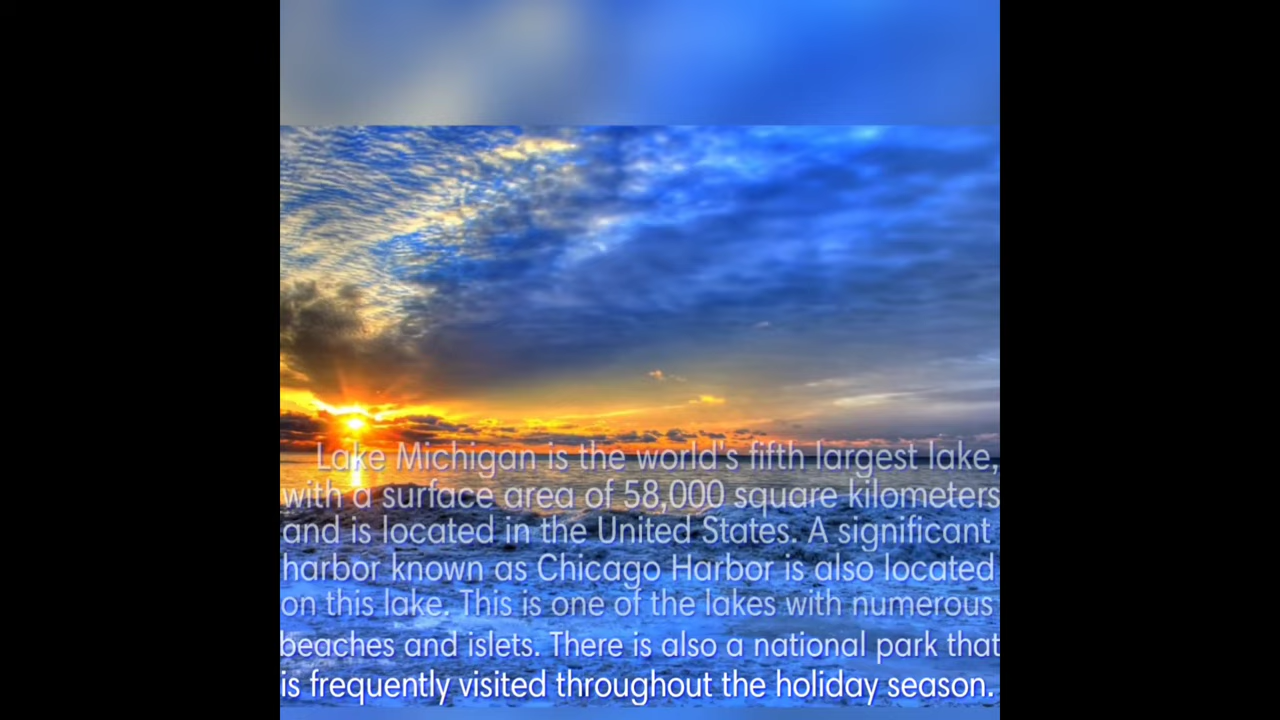 Lake Michigan is the world's fifth largest lake,
with a surface area of 58,000 square kilometers
and is located in the United States. A significant
harbor known as Chicago Harbor is also located
on this lake. This is one of the lakes with numerous
beaches and islets. There is also a national park that
is frequently visited throughout the holiday season.